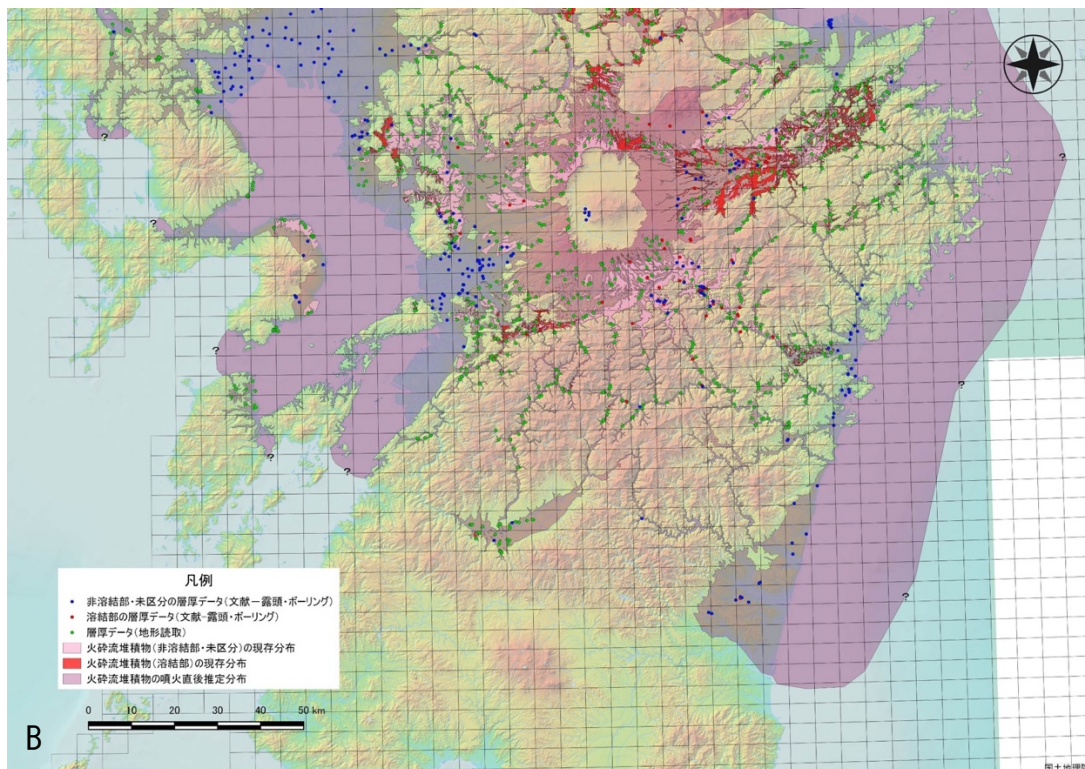 ?
?
?
?
?
?
?
?
凡例
非溶結部・未区分の層厚データ(文献-露頭・ボーリング)
溶結部の層厚データ(文献-露頭・ボーリング)
層厚データ(地形読取)
火砕流堆積物(非溶結部・未区分)の現存分布
火砕流堆積物(溶結部)の現存分布
火砕流堆積物の噴火直後推定分布
0 10 20 30 40 50 km
B
国土地理院